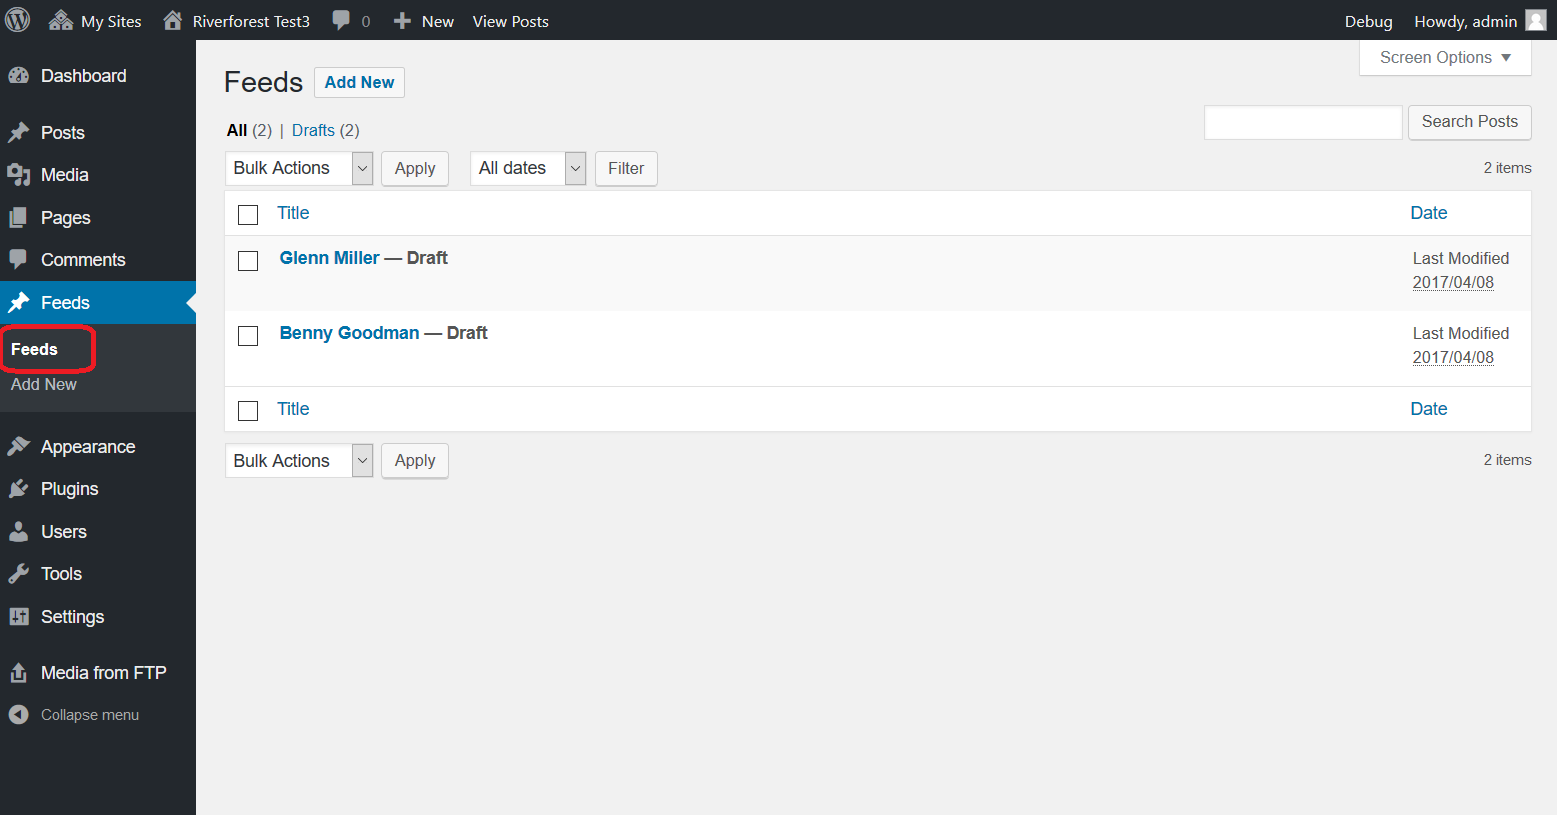 My Sites Riverforest Test3 0 New View Posts Debug Howdy, admin
Dashboard
Posts
Media
Pages
Comments
Feeds
Feeds
Add New
Appearance
Plugins
Users
Tools
Settings
Media from FTP
Collapse menu
Screen Options
Feeds Add New
All (2) | Drafts (2)
Search Posts
Bulk Actions Apply All dates Filter 2 items
Title Date
Glenn Miller — Draft Last Modified
2017/04/08
Benny Goodman — Draft Last Modified
2017/04/08
Title Date
Bulk Actions Apply 2 items